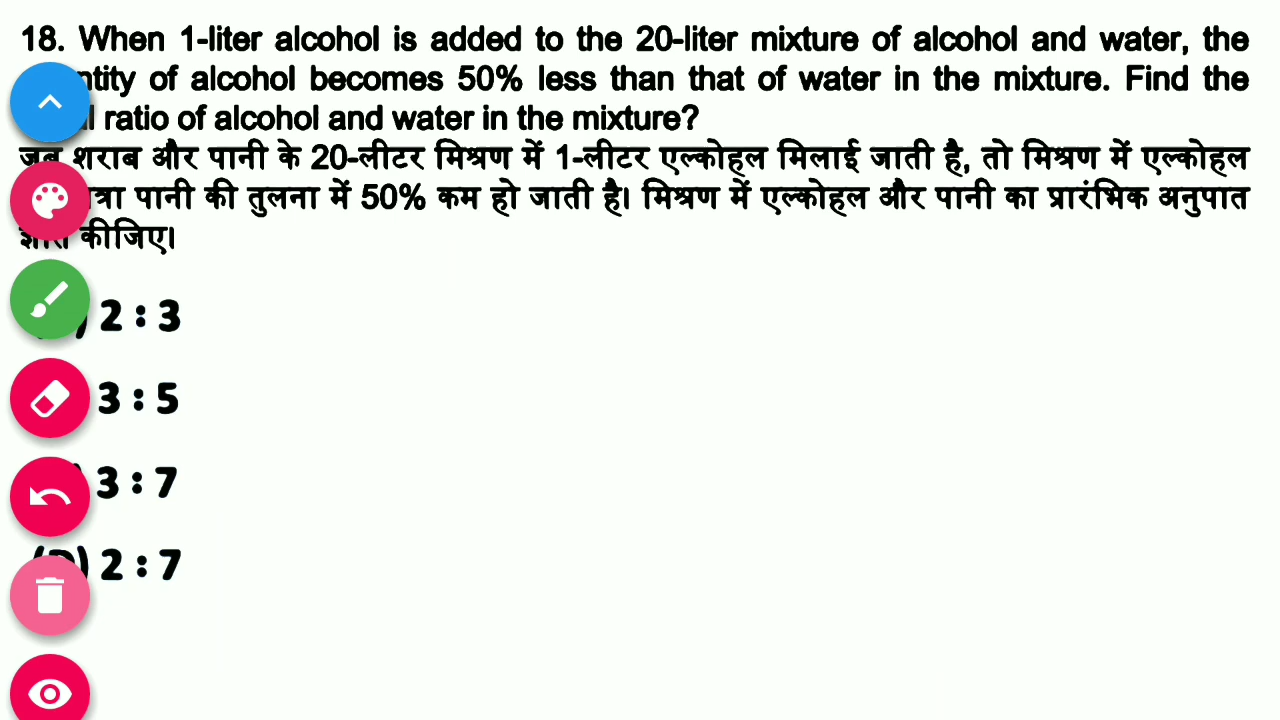 18. When 1-liter alcohol is added to the 20-liter mixture of alcohol and water, the
of alcohol becomes 50% less than that of water in the mixture. Find the
ratio of alcohol and water in the mixture?
जब शराब और पानी के 20-लीटर मिश्रण में 1-लीटर एल्कोहल मिलाई जाती है, तो मिश्रण में एल्कोहल
पानी की तुलना में 50% कम हो जाती है। मिश्रण में एल्कोहल और पानी का प्रारंभिक अनुपात
कीजिए।
2 : 3
3 : 5
3 : 7
(D) 2 : 7